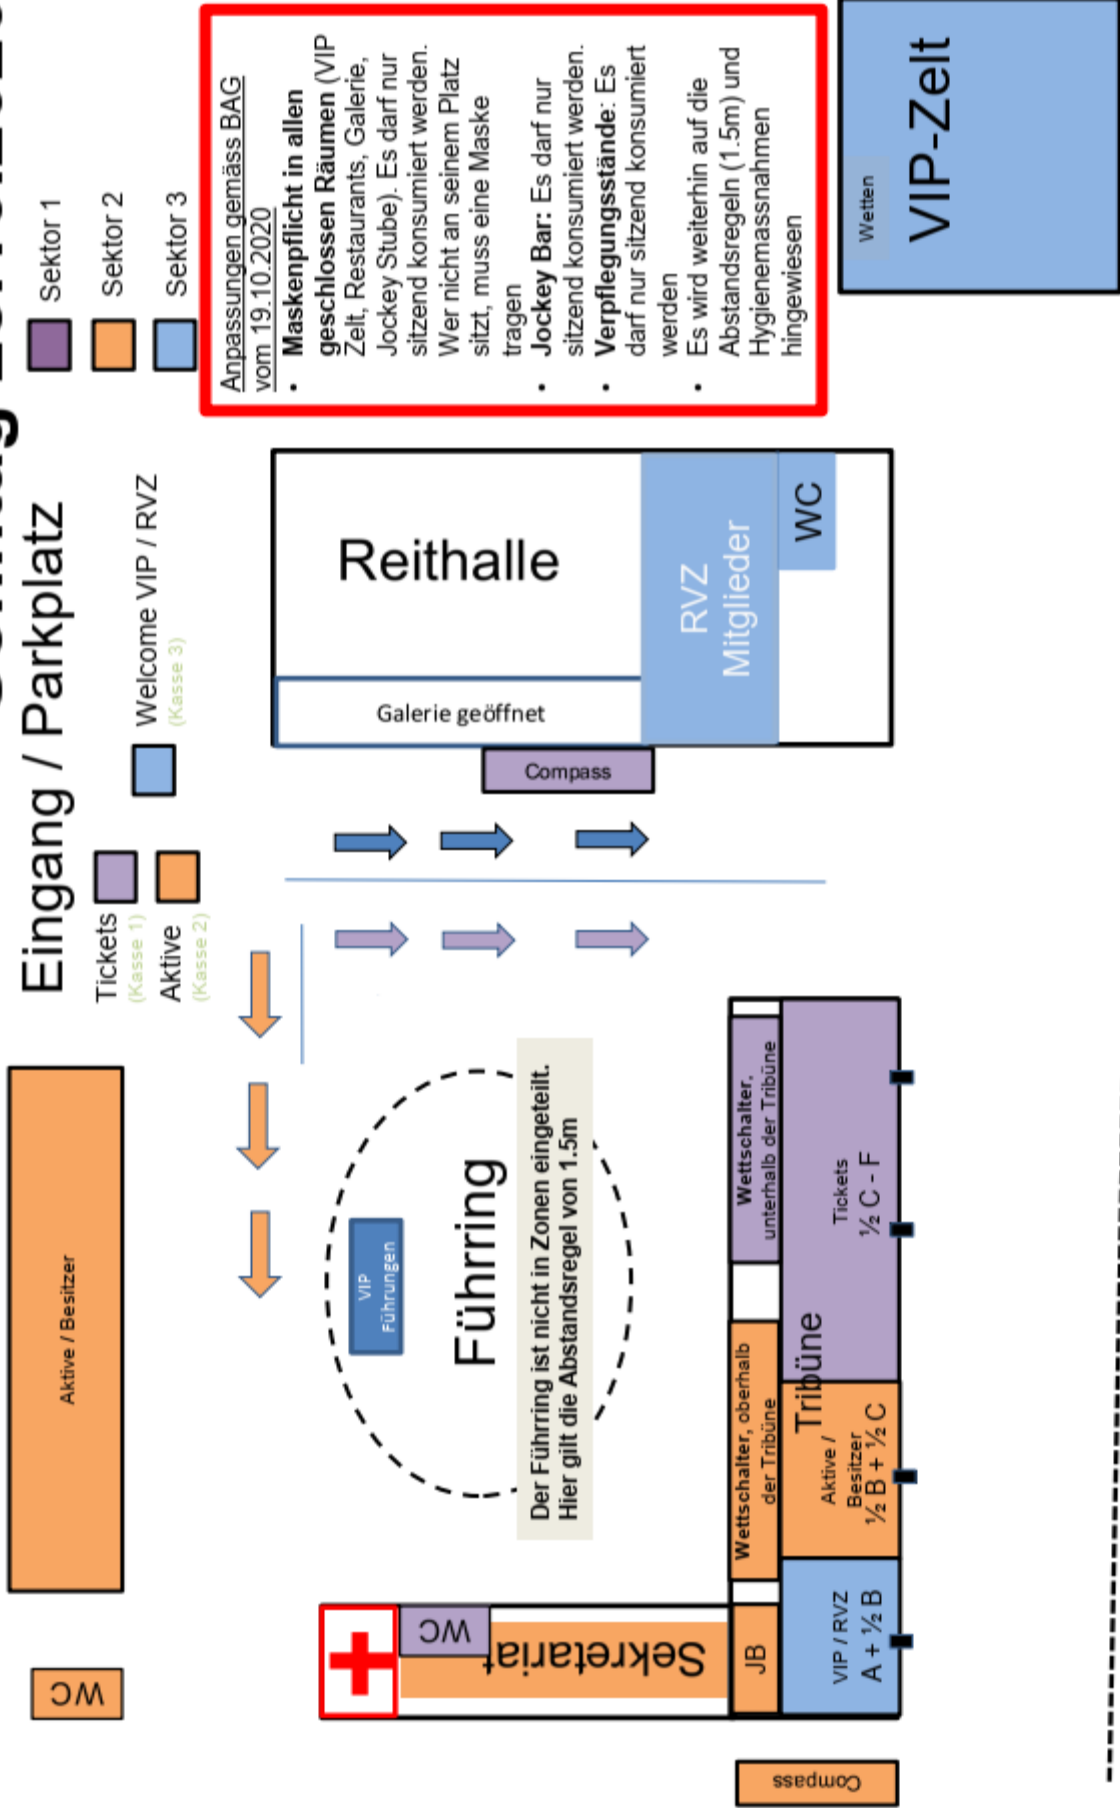 Eingang / Parkplatz
Tickets
(Kasse 1)
Aktive
(Kasse 2)
Welcome VIP / RVZ
(Kasse 3)
Sektor 1
Sektor 2
Sektor 3
Anpassungen gemäss BAG
vom 19.10.2020
• Maskenpflicht in allen
geschlossen Räumen (VIP
Zelt, Restaurants, Galerie,
Jockey Stube). Es darf nur
sitzend konsumiert werden.
Wer nicht an seinem Platz
sitzt, muss eine Maske
tragen
• Jockey Bar: Es darf nur
sitzend konsumiert werden.
• Verpflegungsstände: Es
darf nur sitzend konsumiert
werden
• Es wird weiterhin auf die
Abstandsregeln (1.5m) und
Hygienemassnahmen
hingewiesen
WC
Aktive / Besitzer
VIP
Führungen
Führring
Der Führring ist nicht in Zonen eingeteilt.
Hier gilt die Abstandsregel von 1.5m
Reithalle
Galerie geöffnet
Compass
RVZ
Mitglieder
WC
Wetten
VIP-Zelt
WC
Sekretariat
JB
Wettschalter, oberhalb
der Tribüne
Wettschalter.
unterhalb der Tribüne
Tribüne
VIP / RVZ
A + ½ B
Aktive /
Besitzer
½ B + ½ C
Tickets
½ C - F
Compass